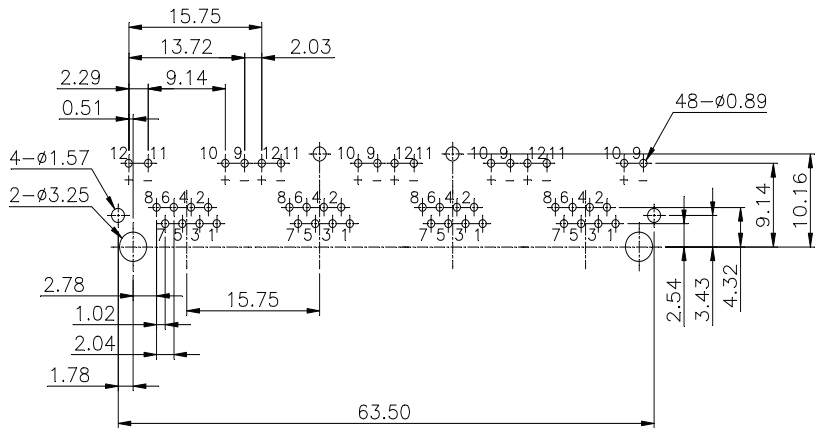 15.75
13.72 2.03
2.29 9.14
0.51
48-ø0.89
4-ø1.57
2-ø3.25
12 11 10 9 12 11 10 9 12 11 10 9 12 11 10 9
+ - + - + - + - + - + - + - + -
8 6 4 2 8 6 4 2 8 6 4 2 8 6 4 2
7 5 3 1 7 5 3 1 7 5 3 1 7 5 3 1
9.14
10.16
2.54
3.43
4.32
2.78
15.75
1.02
2.04
1.78
63.50